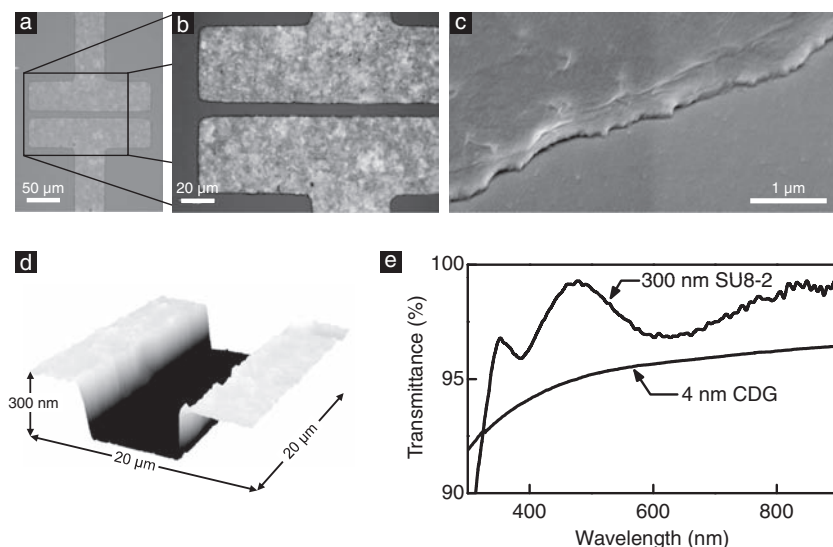 a
50 µm
b
20 µm
c
1 µm
d
300 nm
20 µm
20 µm
e
100
95
90
Transmittance (%)
300 nm SU8-2
4 nm CDG
400
600
800
Wavelength (nm)